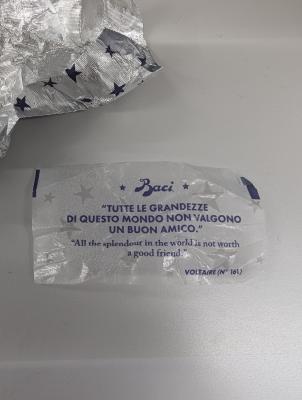 Baci
"TUTTE LE GRANDEZZE
DI QUESTO MONDO NON VALGONO
UN BUON AMICO."
"All the splendour in the world is not worth
a good friend."
VOLTAIRE (N° 161)